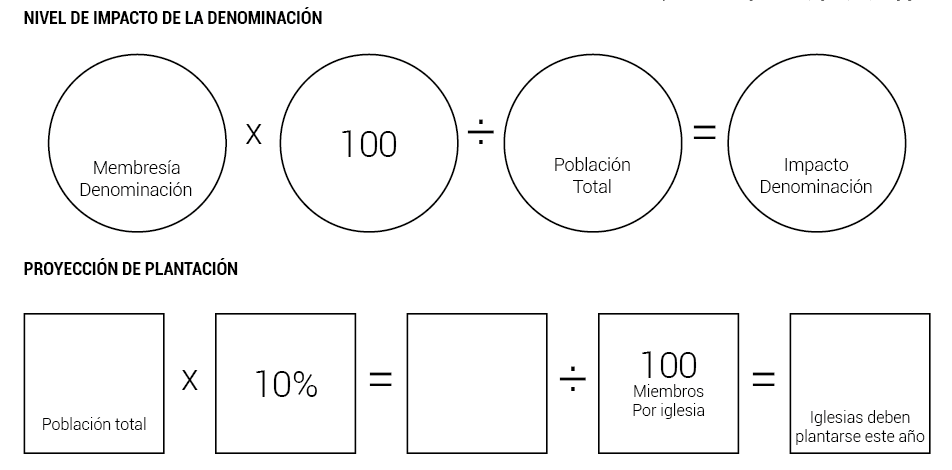 NIVEL DE IMPACTO DE LA DENOMINACIÓN
Membresía
Denominación
x
100
÷
Población
Total
=
Impacto
Denominación
PROYECCIÓN DE PLANTACIÓN
Población total
x
10%
=
÷
100
Miembros
Por iglesia
=
Iglesias deben
plantarse este año